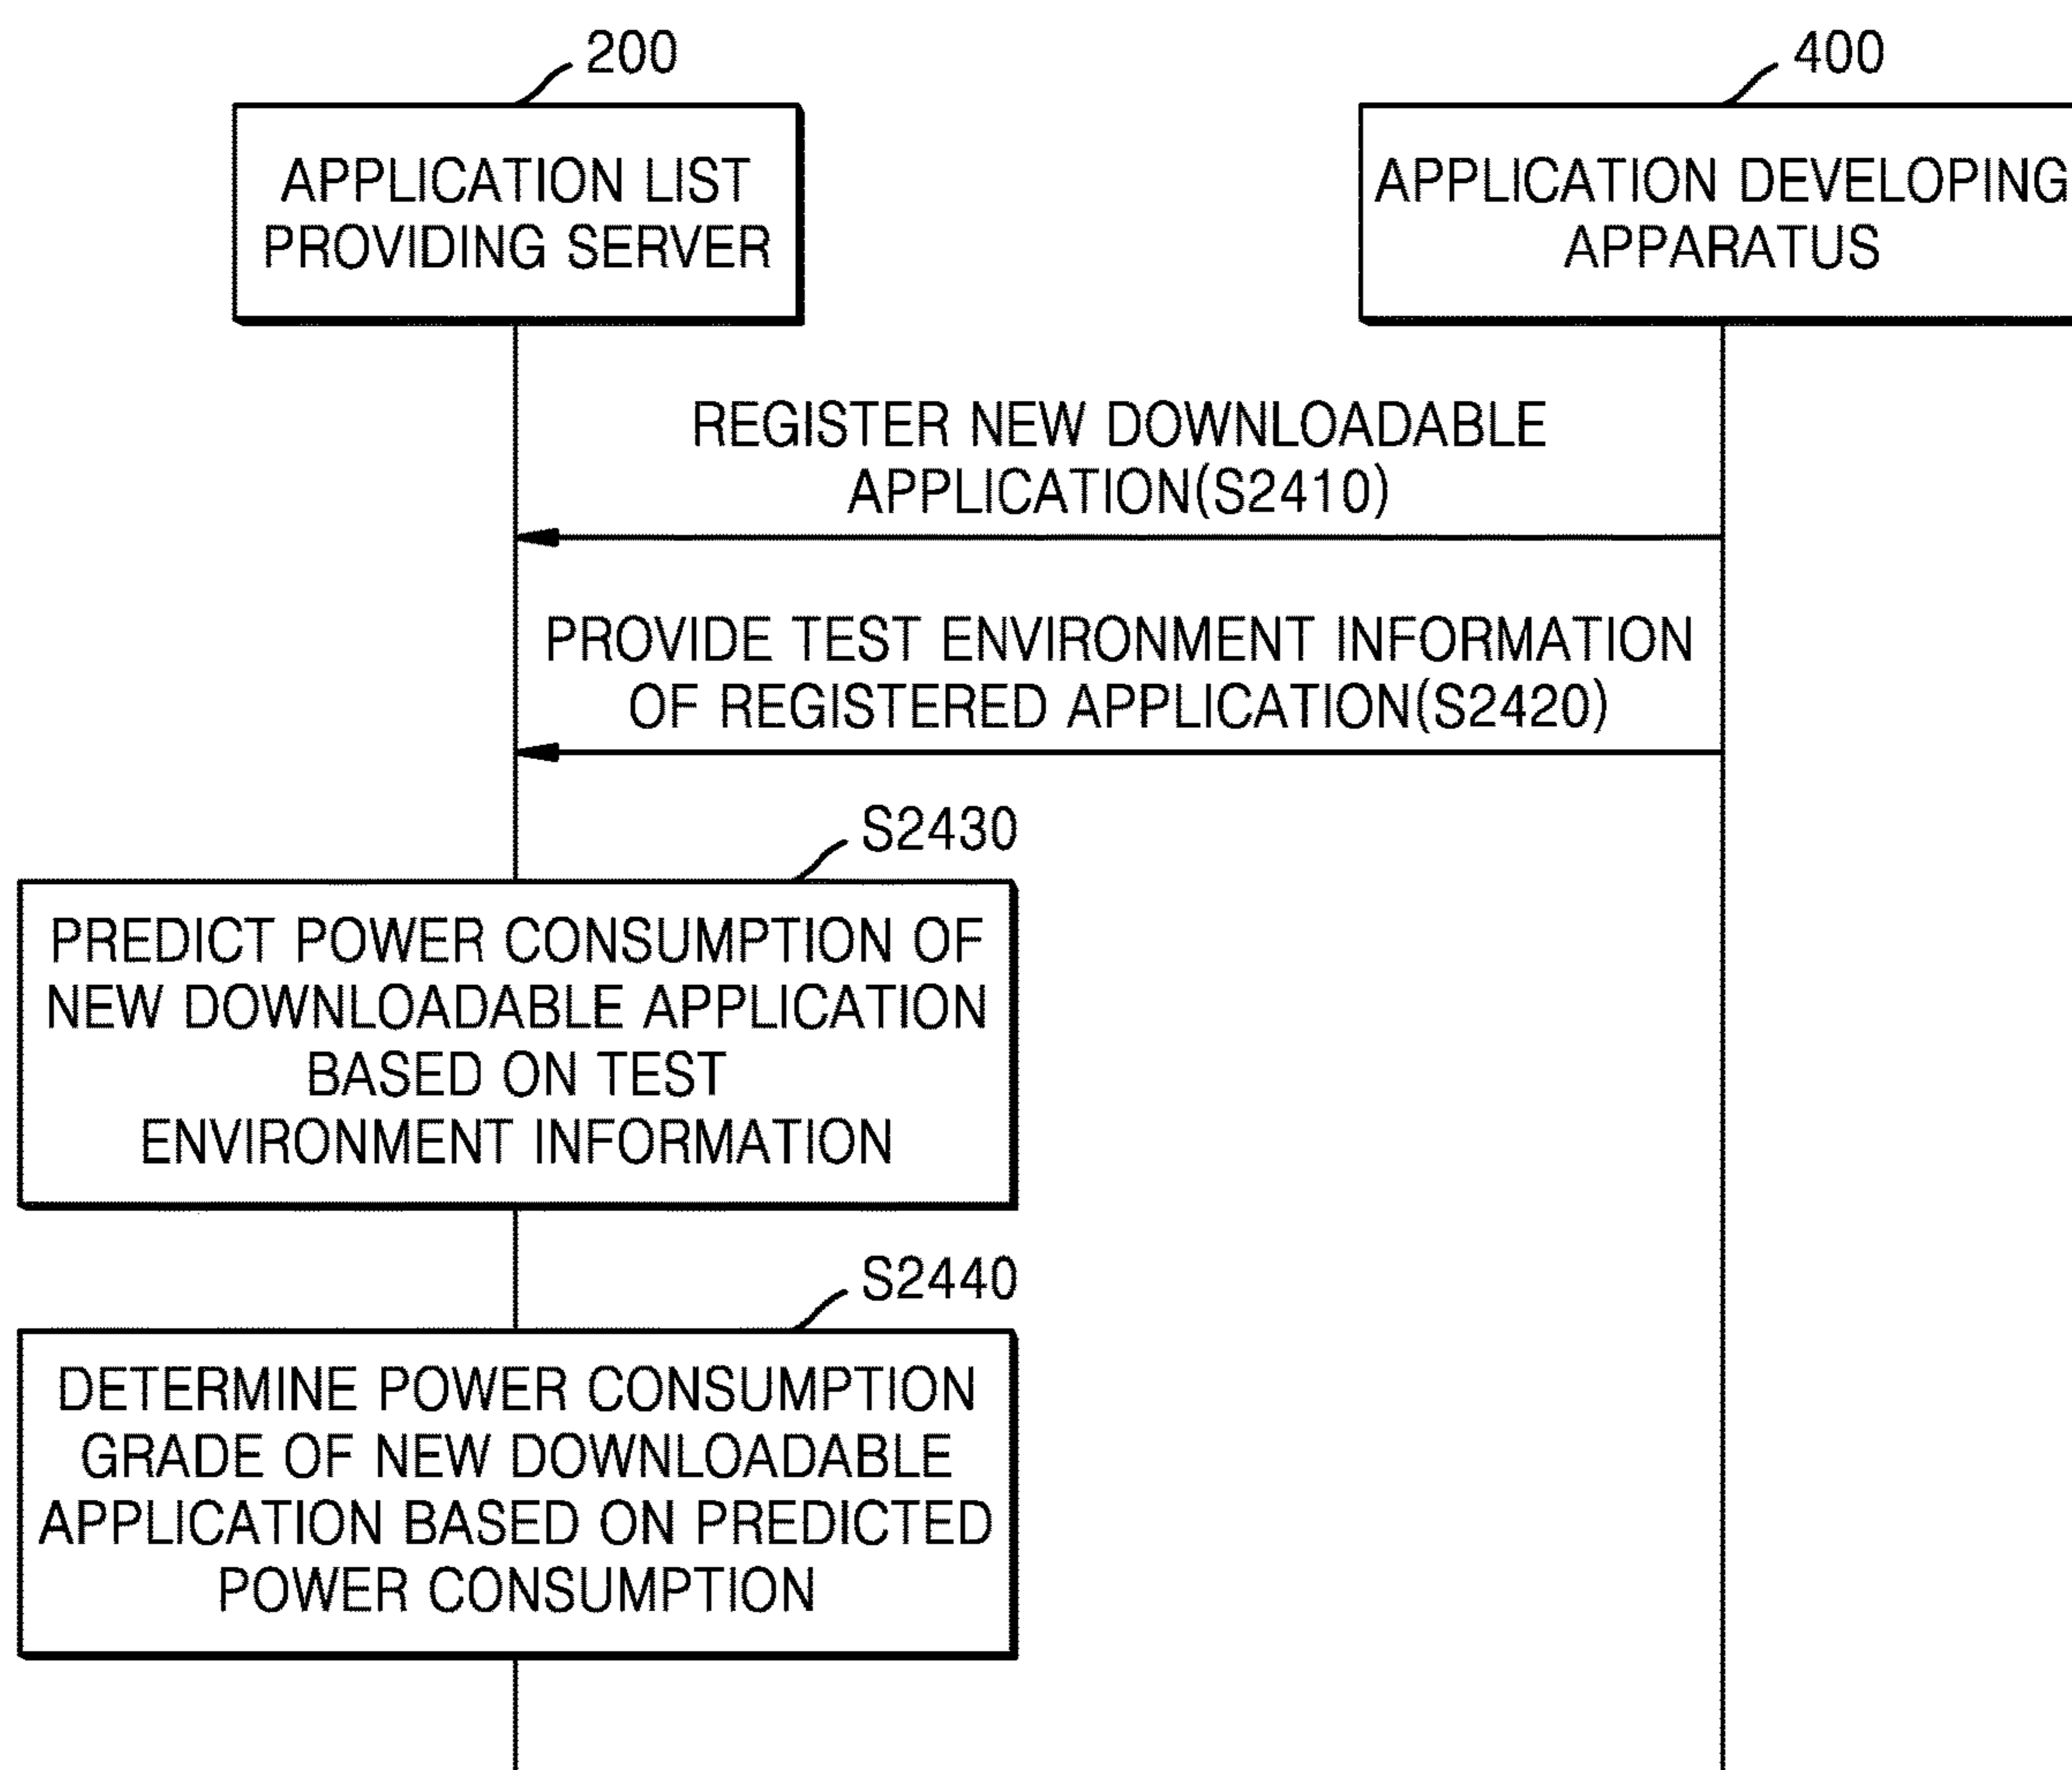 200
400
APPLICATION LIST
PROVIDING SERVER
APPLICATION DEVELOPING
APPARATUS
REGISTER NEW DOWNLOADABLE
APPLICATION(S2410)
PROVIDE TEST ENVIRONMENT INFORMATION
OF REGISTERED APPLICATION(S2420)
S2430
PREDICT POWER CONSUMPTION OF
NEW DOWNLOADABLE APPLICATION
BASED ON TEST
ENVIRONMENT INFORMATION
S2440
DETERMINE POWER CONSUMPTION
GRADE OF NEW DOWNLOADABLE
APPLICATION BASED ON PREDICTED
POWER CONSUMPTION